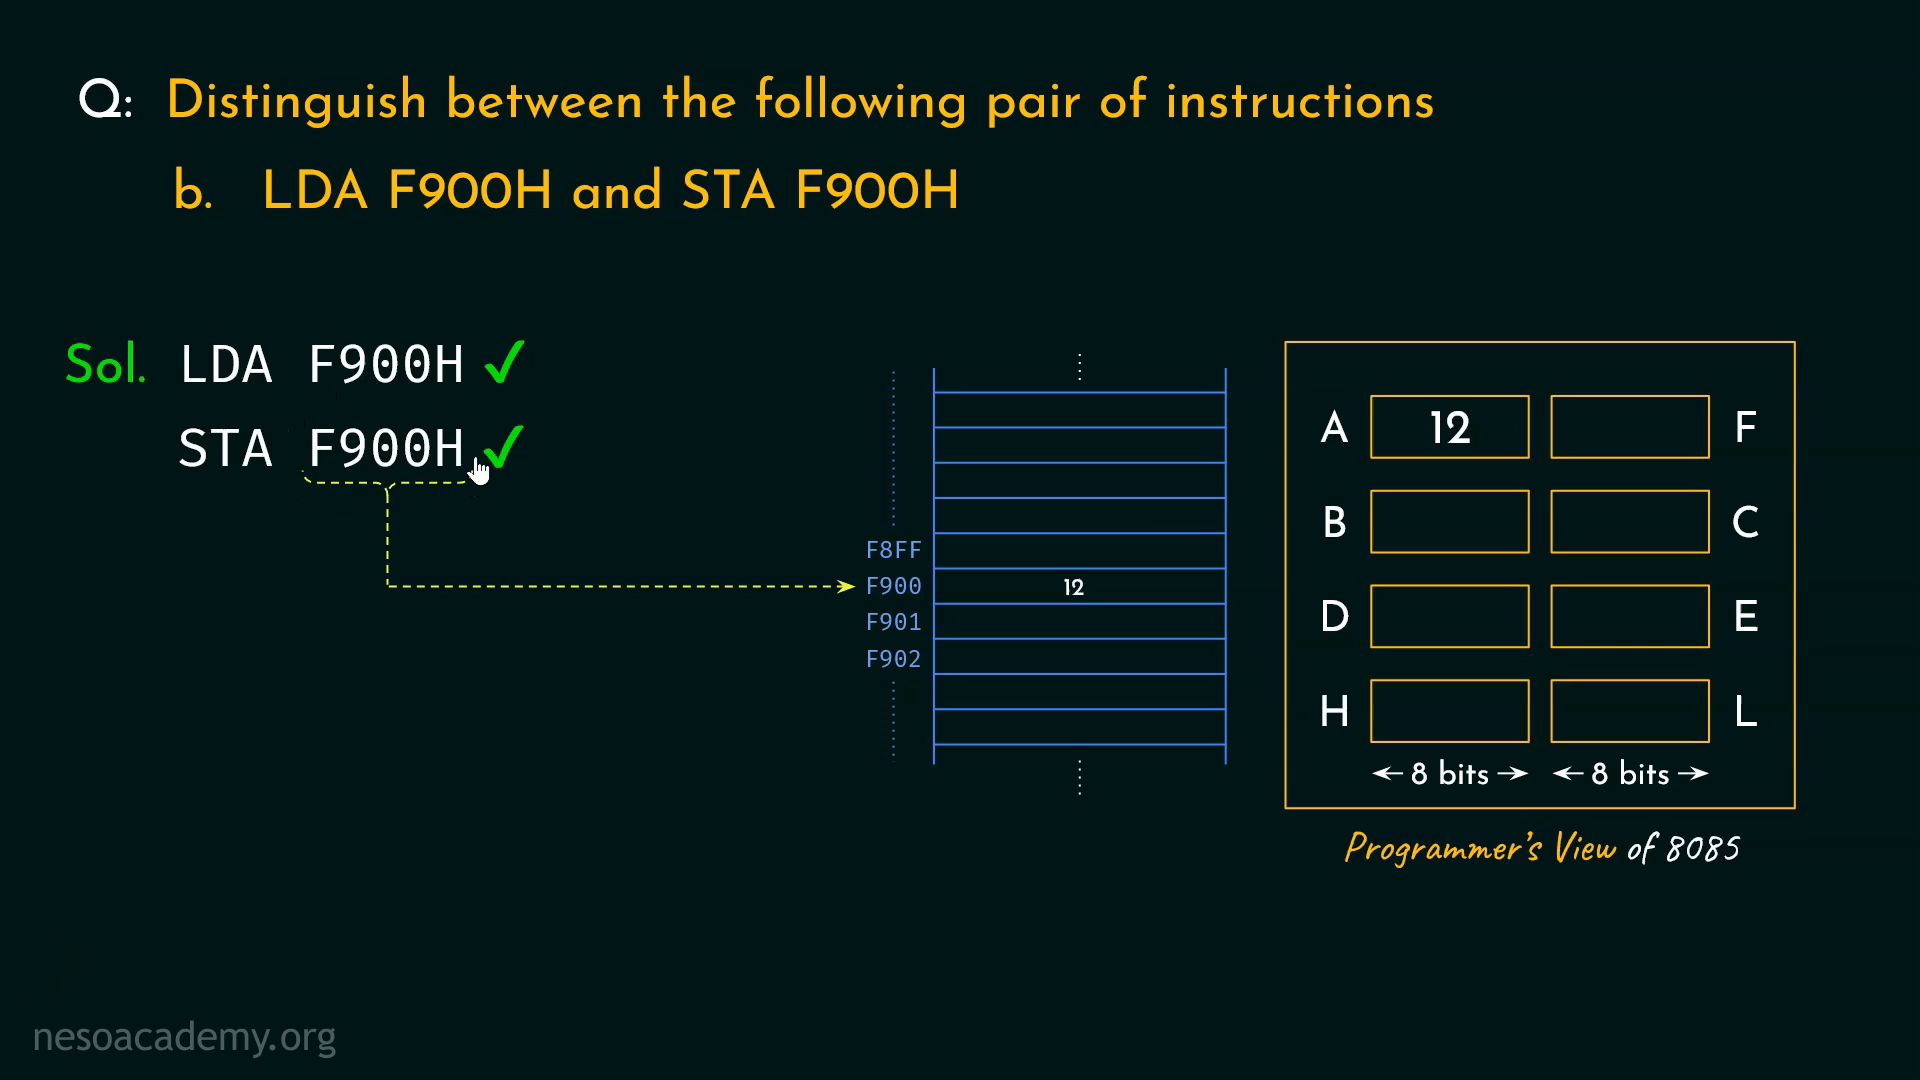 Q: Distinguish between the following pair of instructions
b. LDA F900H and STA F900H
Sol. LDA F900H ✓
STA F900H ✓
F8FF
F900 12
F901
F902
A 12 F
B C
D E
H L
8 bits 8 bits
Programmer's View of 8085
nesoacademy.org